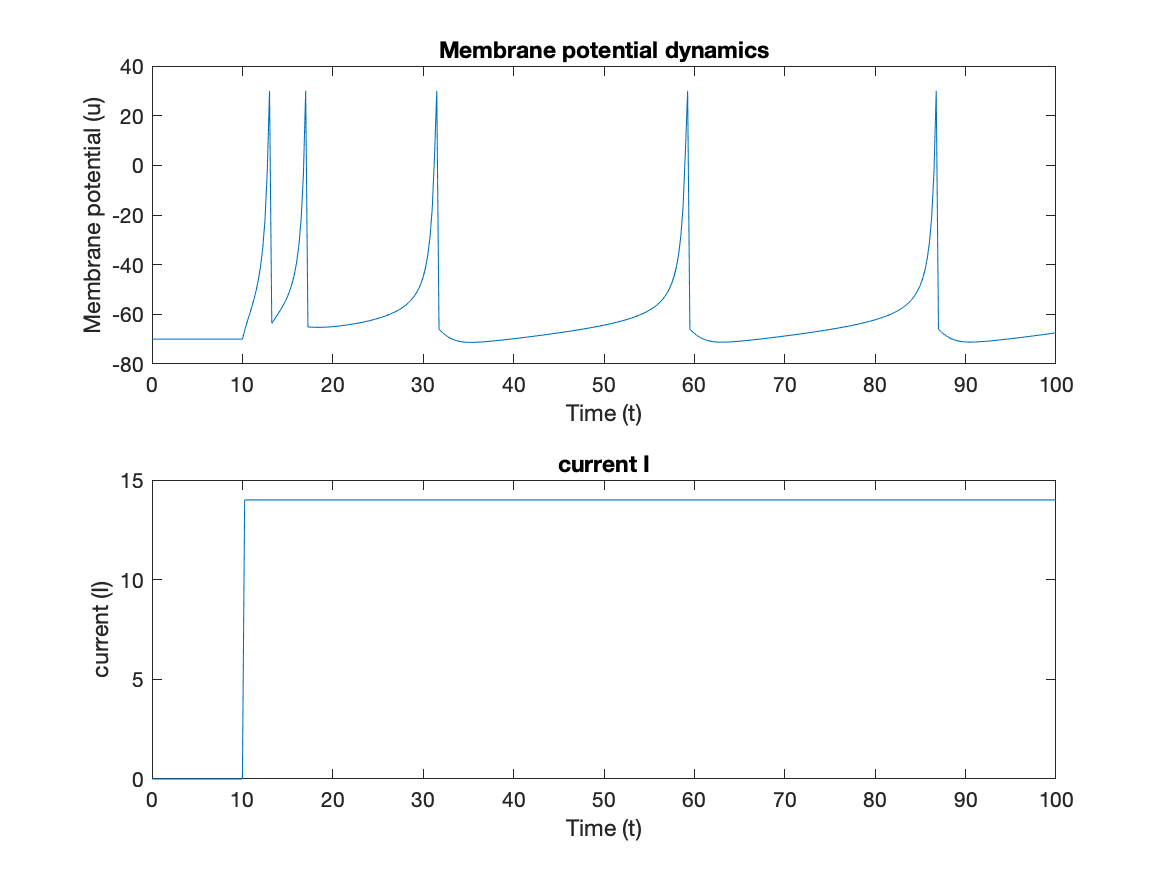 Membrane potential dynamics
40
20
0
-20
-40
-60
-80
Membrane potential (u)
0 10 20 30 40 50 60 70 80 90 100
Time (t)
current I
15
10
5
0
current (I)
0 10 20 30 40 50 60 70 80 90 100
Time (t)